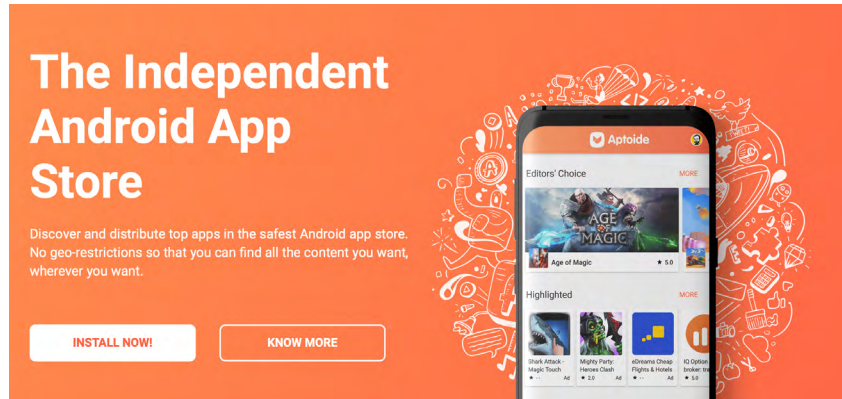 The Independent
Android App
Store
Discover and distribute top apps in the safest Android app store.
No geo-restrictions so that you can find all the content you want,
wherever you want.
INSTALL NOW!
KNOW MORE
Aptoide
Editors' Choice
MORE
AGE
OF
MAGIC
Age of Magic
★ 5.0
Highlighted
MORE
Shark Attack -
Magic Touch
★ -- Ad
Mighty Party:
Heroes Clash
★ 2.0 Ad
eDreams Cheap
Flights & Hotels
★ -- Ad
IQ Option
broker: tra
★ 5.0